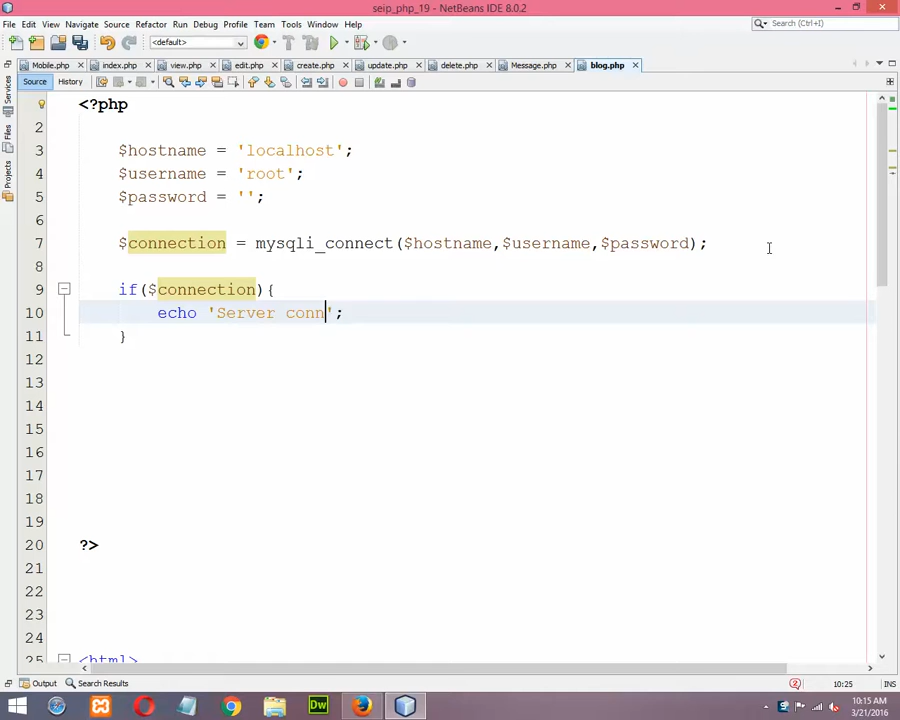 seip_php_19 - NetBeans IDE 8.0.2
File Edit View Navigate Source Refactor Run Debug Profile Team Tools Window Help
<default>
Search (Ctrl+I)
Mobile.php index.php view.php edit.php create.php update.php delete.php Message.php blog.php
Source History
Services
Files
Projects
<?php
2
3 $hostname = 'localhost';
4 $username = 'root';
5 $password = '';
6
7 $connection = mysqli_connect($hostname,$username,$password);
8
9 if($connection){
10 echo 'Server conn';
11 }
12
13
14
15
16
17
18
19
20 ?>
21
22
23
24
25 <html>
Output Search Results
2
10:25 INS
Dw
10:15 AM
3/21/2016